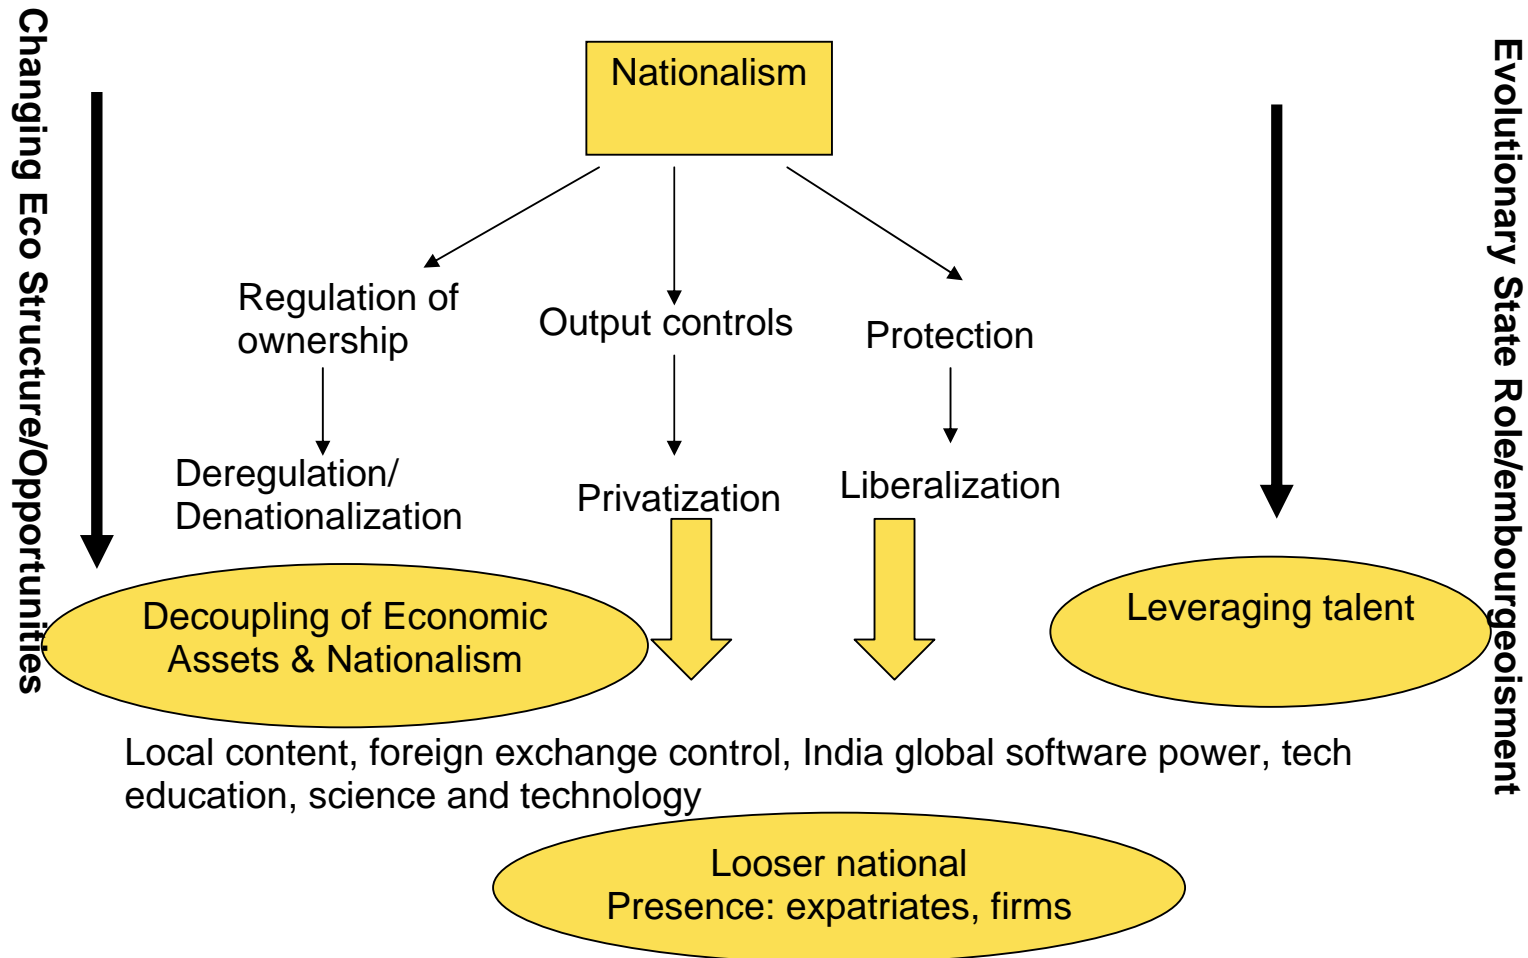 Changing Eco Structure/Opportunities
Nationalism
Evolutionary State Role/embourgeoisment
Regulation of
ownership
Output controls
Protection
Deregulation/
Denationalization
Privatization
Liberalization
Decoupling of Economic
Assets & Nationalism
Leveraging talent
Local content, foreign exchange control, India global software power, tech
education, science and technology
Looser national
Presence: expatriates, firms